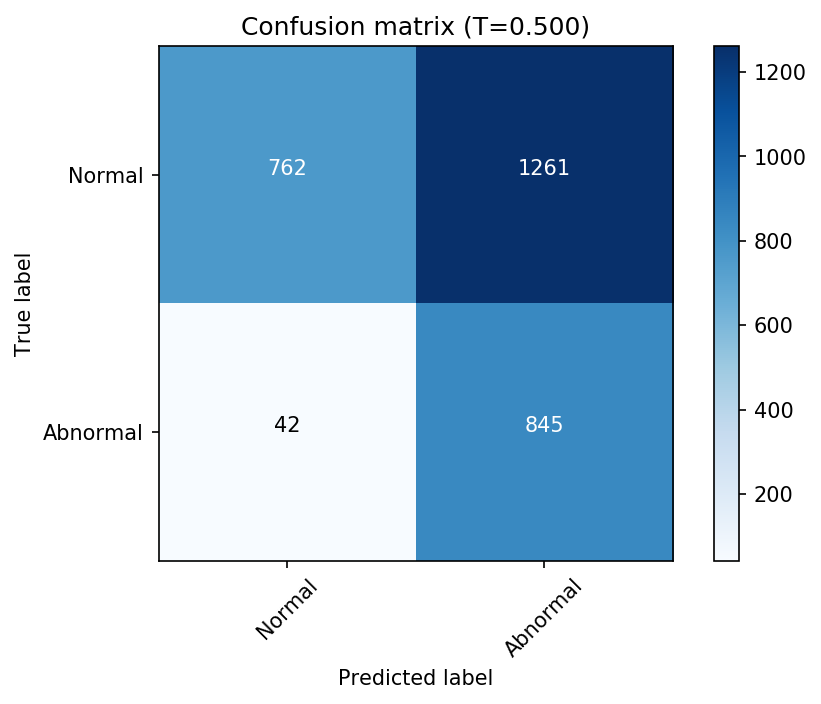 Confusion matrix (T=0.500)
True label
Normal
Abnormal
762
1261
42
845
Normal
Abnormal
Predicted label
1200
1000
800
600
400
200